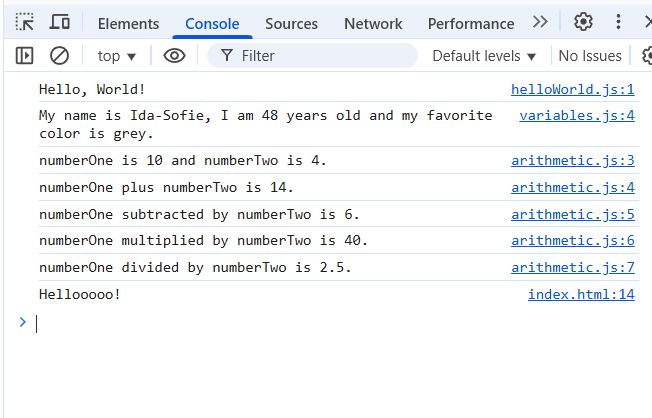 Elements Console Sources Network Performance
top Filter Default levels No Issues
Hello, World! helloWorld.js:1
My name is Ida-Sofie, I am 48 years old and my favorite variables.js:4
color is grey.
numberOne is 10 and numberTwo is 4. arithmetic.js:3
numberOne plus numberTwo is 14. arithmetic.js:4
numberOne subtracted by numberTwo is 6. arithmetic.js:5
numberOne multiplied by numberTwo is 40. arithmetic.js:6
numberOne divided by numberTwo is 2.5. arithmetic.js:7
Hellooooo! index.html:14